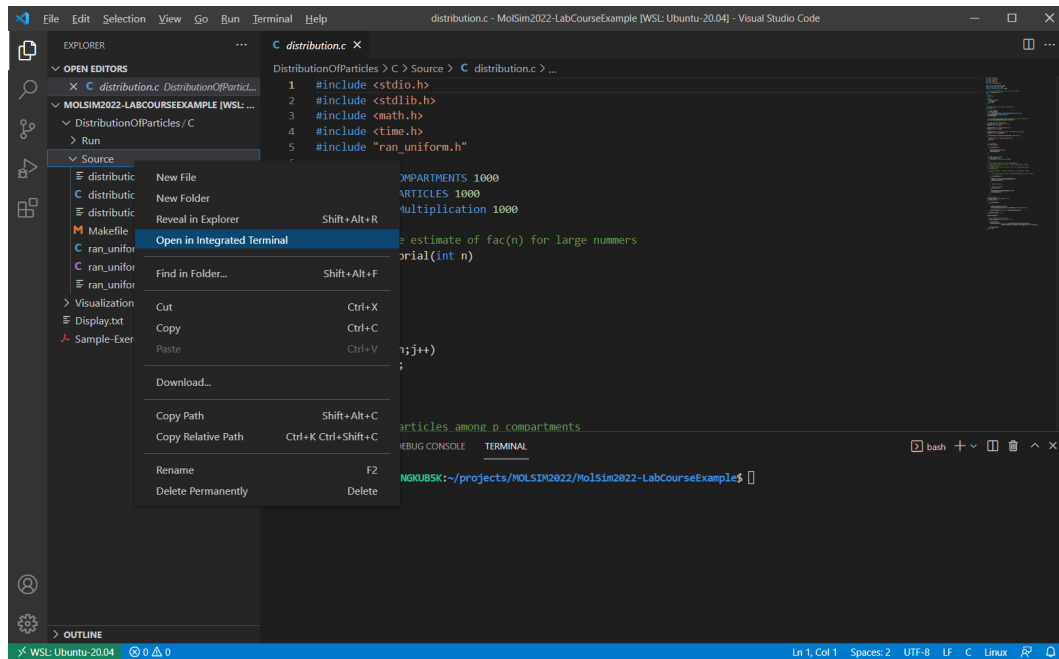 File Edit Selection View Go Run Terminal Help
distribution.c - MolSim2022-LabCourseExample [WSL: Ubuntu-20.04] - Visual Studio Code
EXPLORER
OPEN EDITORS
distribution.c DistributionOfParticl...
MOLSIM2022-LABCOURSEEXAMPLE [WSL: ...
DistributionOfParticles / C
Run
Source
distributic
C distributic
distributic
M Makefile
C ran_unifor
C ran_unifor
ran_unifor
Visualization
Display.txt
Sample-Exer
OUTLINE
New File
New Folder
Reveal in Explorer Shift+Alt+R
Open in Integrated Terminal
Find in Folder... Shift+Alt+F
Cut Ctrl+X
Copy Ctrl+C
Paste Ctrl+V
Download...
Copy Path Shift+Alt+C
Copy Relative Path Ctrl+K Ctrl+Shift+C
Rename F2
Delete Permanently Delete
C distribution.c
DistributionOfParticles > C > Source > C distribution.c > ...
1 #include <stdio.h>
2 #include <stdlib.h>
3 #include <math.h>
4 #include <time.h>
5 #include "ran_uniform.h"
OMPARTMENTS 1000
ARTICLES 1000
Multiplication 1000
e estimate of fac(n) for large nummers
orial(int n)
n;j++)
;
articles among p compartments
DEBUG CONSOLE TERMINAL
bash
NGKUB5K:~/projects/MOLSIM2022/MolSim2022-LabCourseExample$
WSL: Ubuntu-20.04 0 0
Ln 1, Col 1 Spaces: 2 UTF-8 LF C Linux